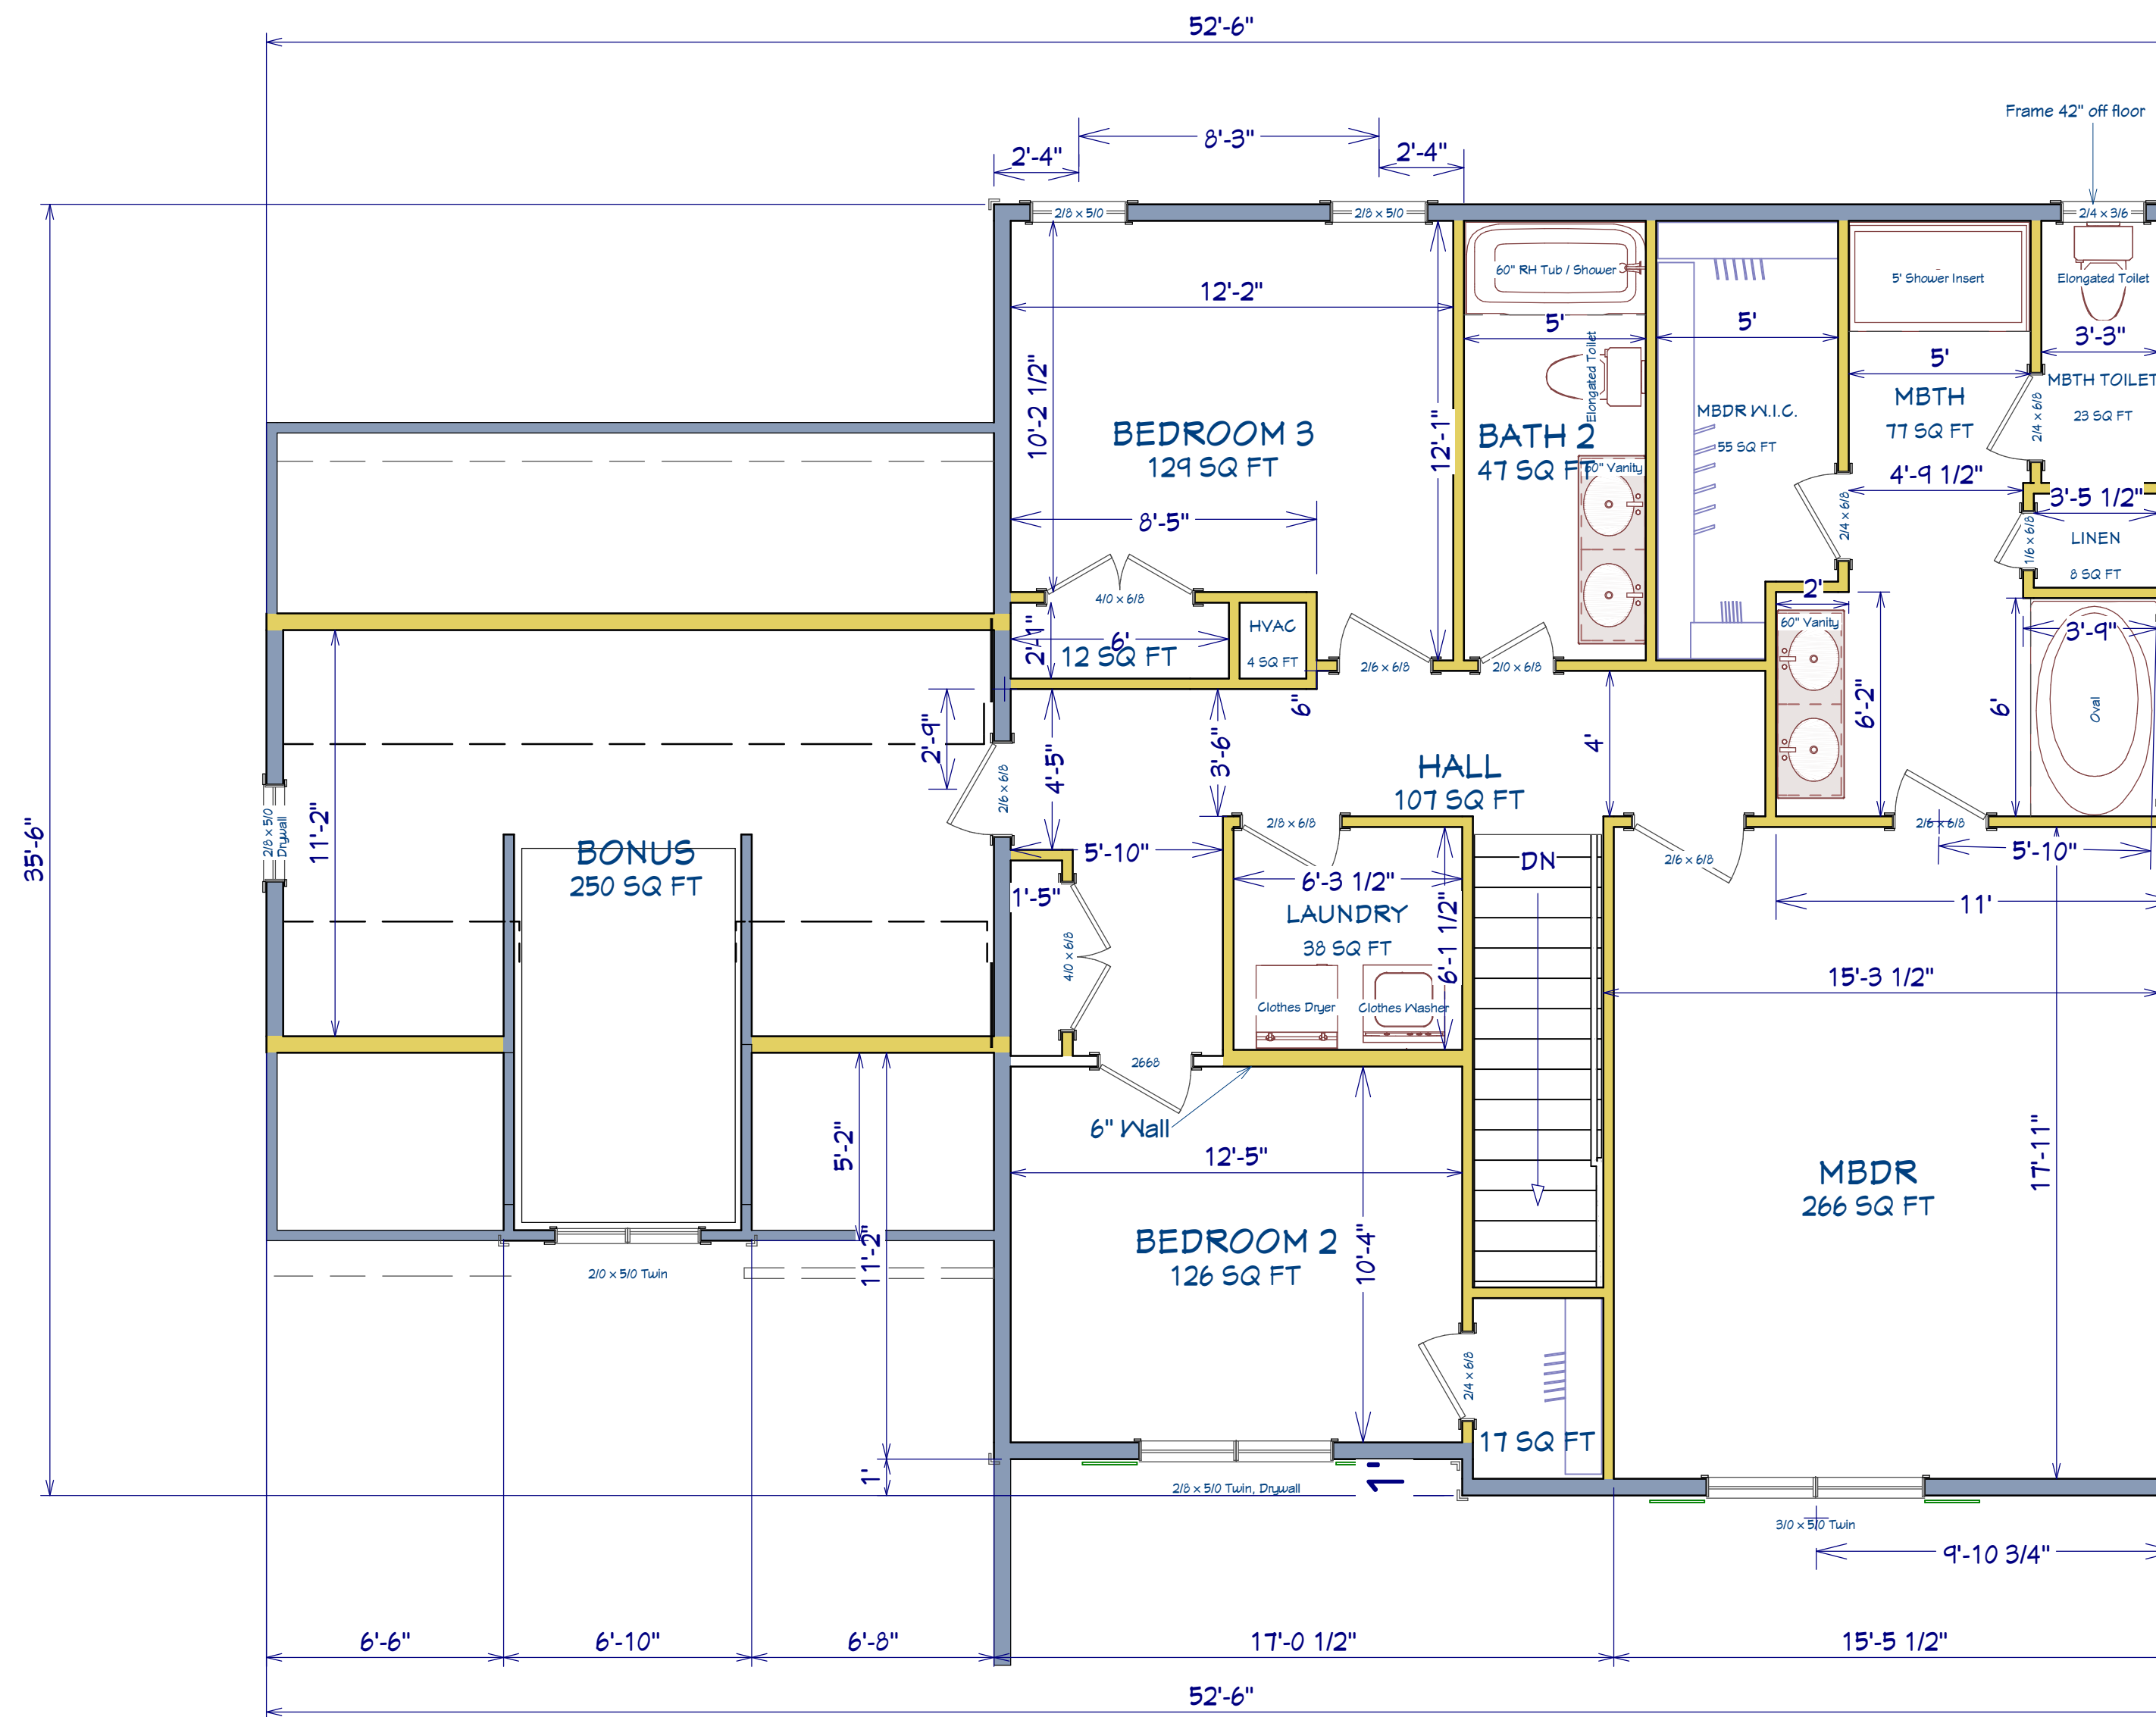 52'-6"
Frame 42" off floor
8'-3"
2'-4"
2'-4"
2/8 x 5/0
2/8 x 5/0
2/4 x 3/6
60" RH Tub / Shower
5' Shower Insert
Elongated Toilet
12'-2"
5'
5'
3'-3"
5'
Elongated Toilet
MBTH TOILET
23 SQ FT
MBTH
77 SQ FT
2/4 x 6/8
10'-2 1/2"
12'-1"
MBDR W.I.C.
55 SQ FT
BEDROOM 3
129 SQ FT
BATH 2
47 SQ FT
60" Vanity
4'-9 1/2"
3'-5 1/2"
8'-5"
2/4 x 6/8
1/6 x 6/8
LINEN
8 SQ FT
4/0 x 6/8
2'
HVAC
4 SQ FT
60" Vanity
3'-9"
2'-1"
6'
12 SQ FT
2/6 x 6/8
2/0 x 6/8
6"
6'-2"
6'
Oval
2'-9"
4'-5"
3'-6"
4'
2/6 x 6/8
HALL
107 SQ FT
35'-6"
2/8 x 5/0
Drywall
11'-2"
BONUS
250 SQ FT
5'-10"
2/8 x 6/8
DN
2/6 x 6/8
2/6 x 6/8
5'-10"
1'-5"
6'-3 1/2"
11'
LAUNDRY
38 SQ FT
6'-1 1/2"
4/0 x 6/8
15'-3 1/2"
Clothes Dryer
Clothes Washer
2668
6" Wall
5'-2"
12'-5"
17'-11"
MBDR
266 SQ FT
11'-2"
BEDROOM 2
126 SQ FT
10'-4"
2/0 x 5/0 Twin
2/4 x 6/8
17 SQ FT
1'
1"
2/8 x 5/0 Twin, Drywall
3/0 x 5/0 Twin
9'-10 3/4"
6'-6"
6'-10"
6'-8"
17'-0 1/2"
15'-5 1/2"
52'-6"